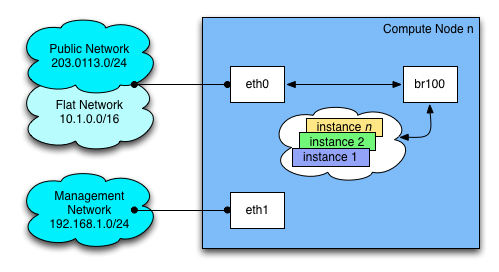 Compute Node n
Public Network
203.0113.0/24
Flat Network
10.1.0.0/16
eth0
br100
instance n
instance 2
instance 1
Management
Network
192.168.1.0/24
eth1